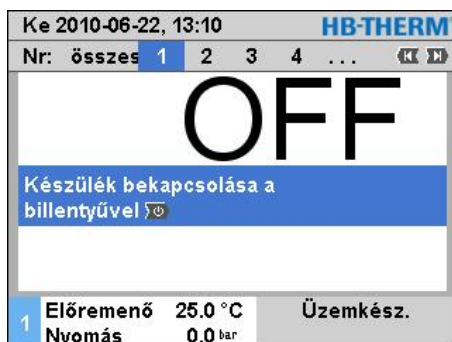 Ke 2010-06-22, 13:10 HB-THERM
Nr: összes 1 2 3 4 ...
OFF
Készülék bekapcsolása a
billentyűvel
1 Előremenő 25.0 °C Üzemkész.
Nyomás 0.0 bar